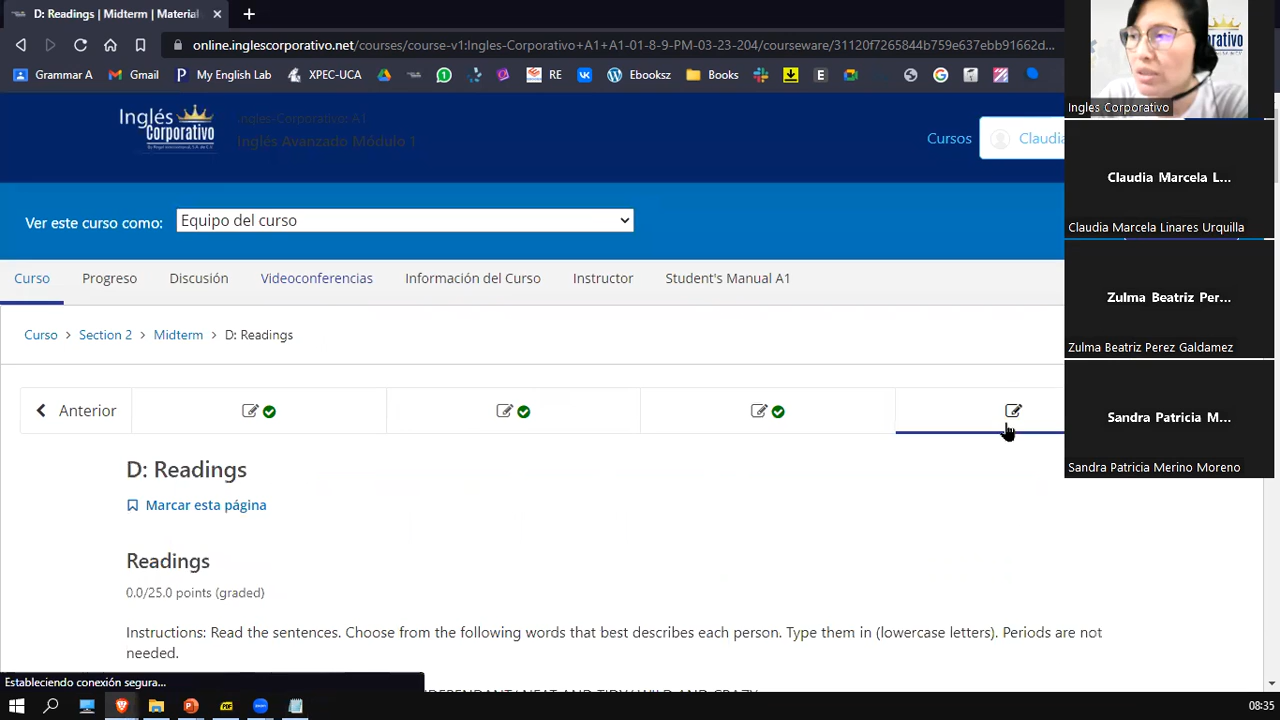 D: Readings | Midterm | Material
online.inglescorporativo.net/courses/course-v1:Ingles-Corporativo+A1+A1-01-8-9-PM-03-23-204/courseware/31120f7265844b759e637ebb91662d...
Grammar A
Gmail
My English Lab
XPEC-UCA
RE
Ebooksz
Books
Inglés
Corporativo
Ingles-Corporativo: A1
Inglés Avanzado Módulo 1
Cursos
Claudia
Ver este curso como:
Equipo del curso
Curso
Progreso
Discusión
Videoconferencias
Información del Curso
Instructor
Student's Manual A1
Curso > Section 2 > Midterm > D: Readings
Anterior
D: Readings
Marcar esta página
Readings
0.0/25.0 points (graded)
Instructions: Read the sentences. Choose from the following words that best describes each person. Type them in (lowercase letters). Periods are not
needed.
Estableciendo conexión segura...
08:35
Ingles Corporativo
Claudia Marcela L...
Claudia Marcela Linares Urquilla
Zulma Beatriz Per...
Zulma Beatriz Perez Galdamez
Sandra Patricia M...
Sandra Patricia Merino Moreno